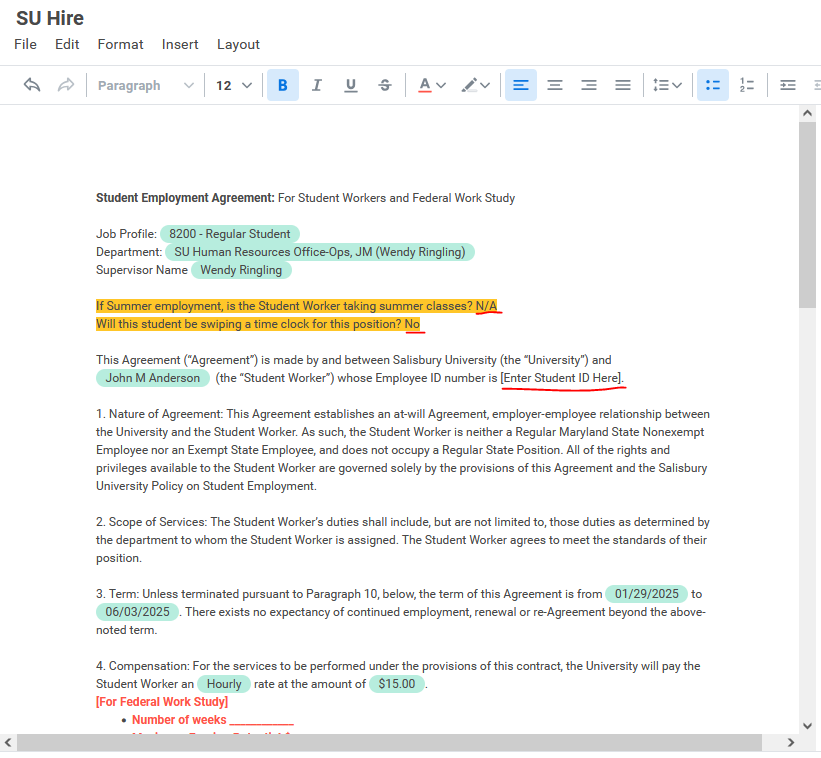 SU Hire
File Edit Format Insert Layout
Paragraph 12 B I U S A
Student Employment Agreement: For Student Workers and Federal Work Study
Job Profile: 8200 - Regular Student
Department: SU Human Resources Office-Ops, JM (Wendy Ringling)
Supervisor Name Wendy Ringling
If Summer employment, is the Student Worker taking summer classes? N/A
Will this student be swiping a time clock for this position? No
This Agreement (“Agreement”) is made by and between Salisbury University (the “University”) and
John M Anderson (the “Student Worker”) whose Employee ID number is [Enter Student ID Here].
1. Nature of Agreement: This Agreement establishes an at-will Agreement, employer-employee relationship between
the University and the Student Worker. As such, the Student Worker is neither a Regular Maryland State Nonexempt
Employee nor an Exempt State Employee, and does not occupy a Regular State Position. All of the rights and
privileges available to the Student Worker are governed solely by the provisions of this Agreement and the Salisbury
University Policy on Student Employment.
2. Scope of Services: The Student Worker’s duties shall include, but are not limited to, those duties as determined by
the department to whom the Student Worker is assigned. The Student Worker agrees to meet the standards of their
position.
3. Term: Unless terminated pursuant to Paragraph 10, below, the term of this Agreement is from 01/29/2025 to
06/03/2025 . There exists no expectancy of continued employment, renewal or re-Agreement beyond the above-
noted term.
4. Compensation: For the services to be performed under the provisions of this contract, the University will pay the
Student Worker an Hourly rate at the amount of $15.00 .
[For Federal Work Study]
• Number of weeks ____________